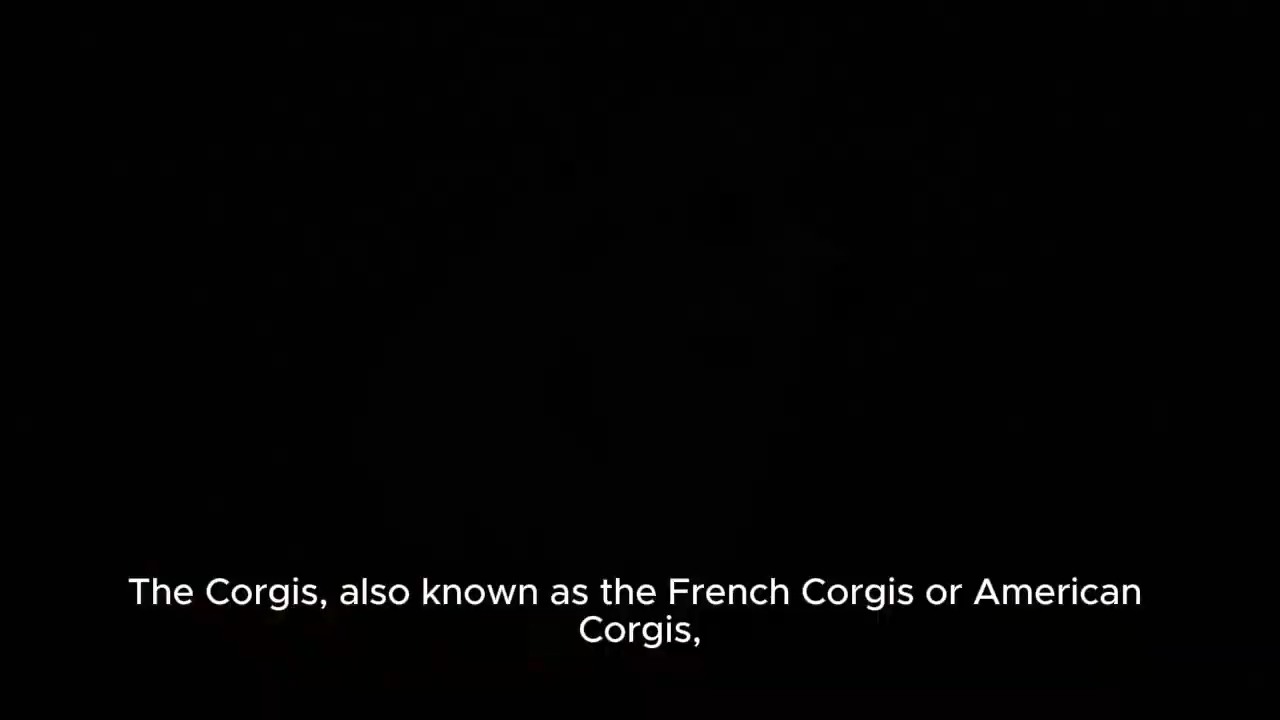 The Corgis, also known as the French Corgis or American
Corgis,